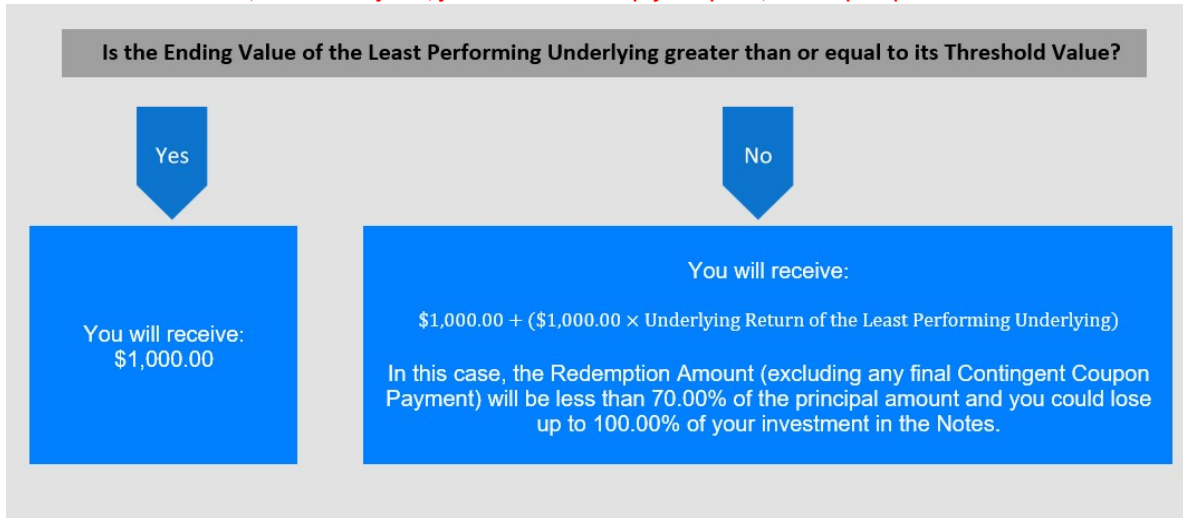 Is the Ending Value of the Least Performing Underlying greater than or equal to its Threshold Value?
Yes
No
You will receive:
$1,000.00
You will receive:
$1,000.00 + ($1,000.00 × Underlying Return of the Least Performing Underlying)
In this case, the Redemption Amount (excluding any final Contingent Coupon
Payment) will be less than 70.00% of the principal amount and you could lose
up to 100.00% of your investment in the Notes.